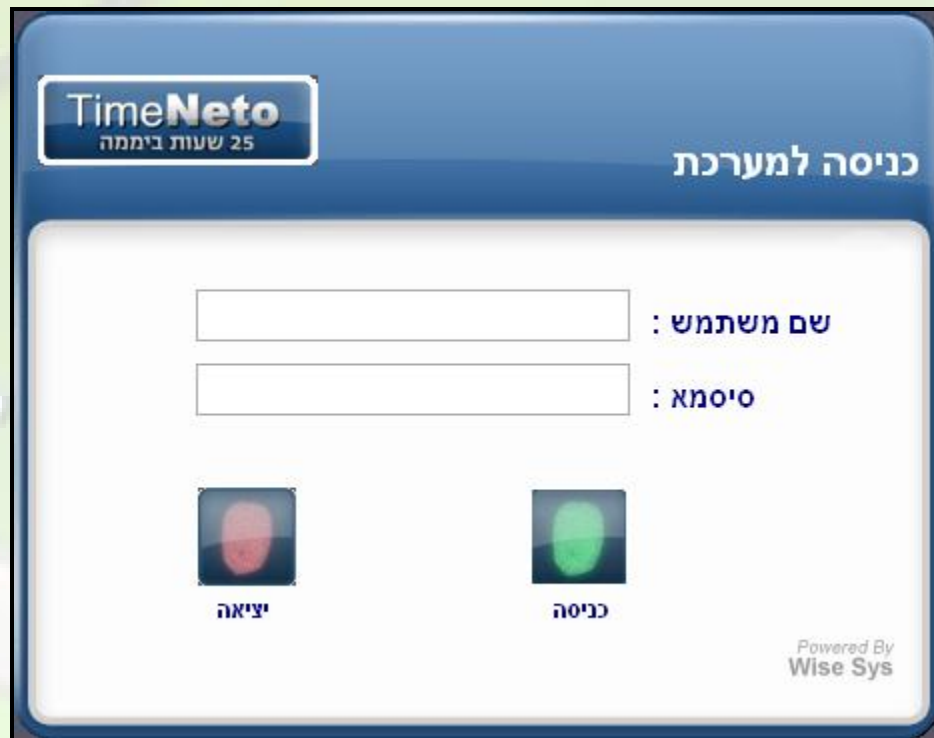 TimeNeto
25 שעות ביממה
כניסה למערכת
שם משתמש :
סיסמא :
כניסה
יציאה
Powered By
Wise Sys